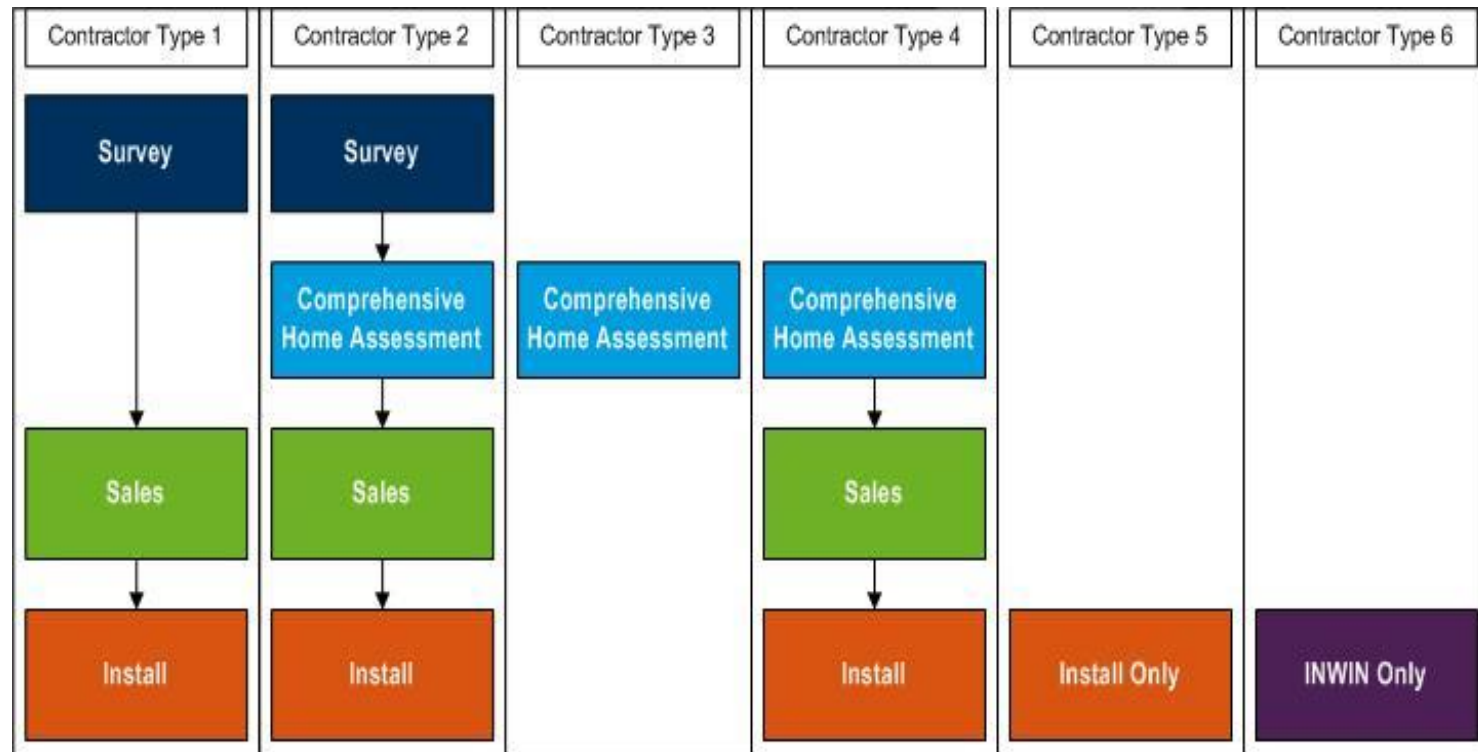 Contractor Type 1
Contractor Type 2
Contractor Type 3
Contractor Type 4
Contractor Type 5
Contractor Type 6
Survey
Survey
Comprehensive
Home Assessment
Comprehensive
Home Assessment
Comprehensive
Home Assessment
Sales
Sales
Sales
Install
Install
Install
Install Only
INWIN Only